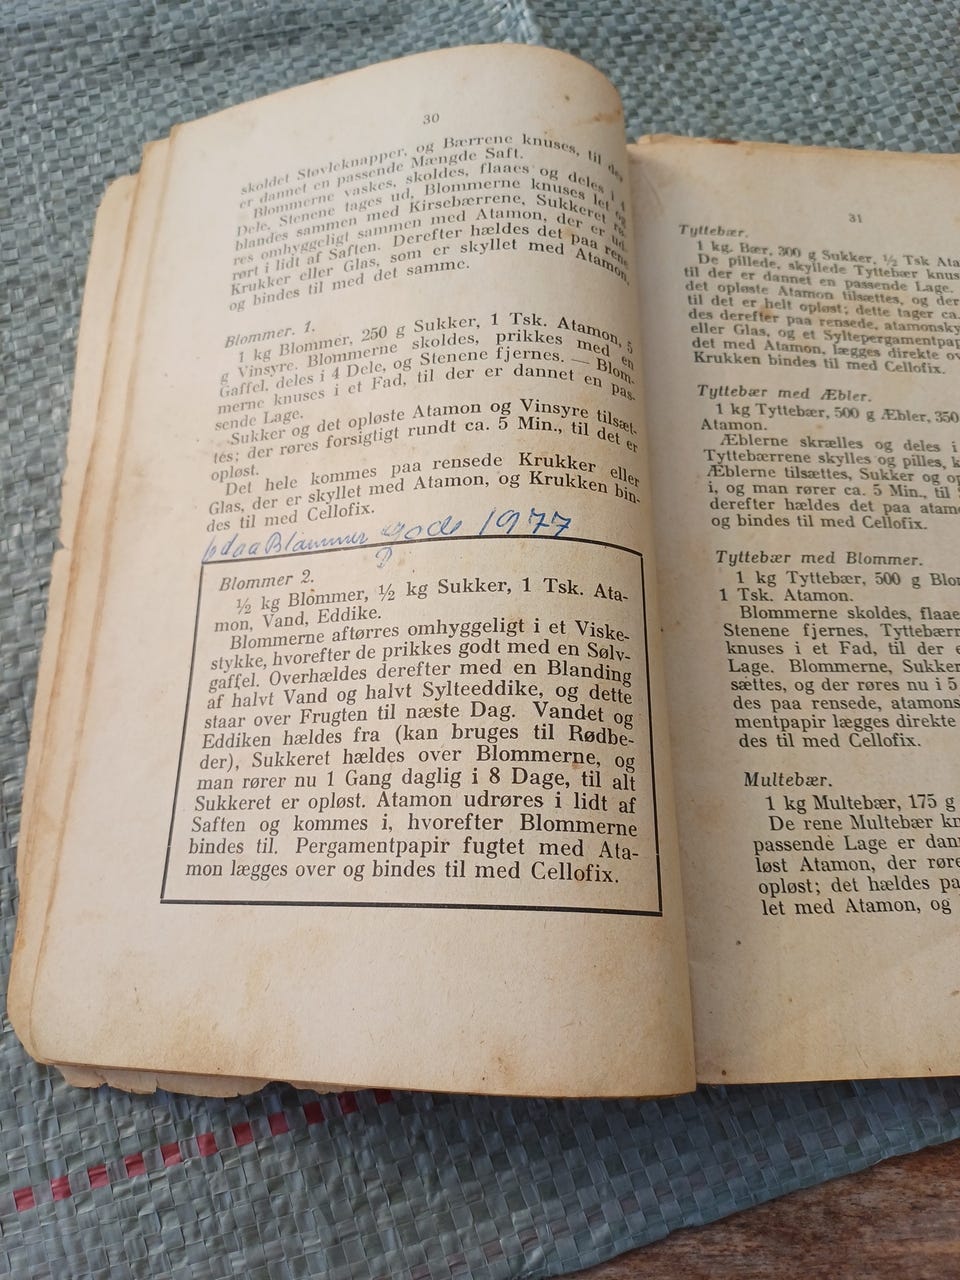 30
skoldet Støvleknapper, og Bærrene knuses, til der
er dannet en passende Mængde Saft.
Blommerne vaskes, skoldes, flaaes og deles i 4
Dele, Stenene tages ud, Blommerne knuses let og
blandes sammen med Kirsebærrene, Sukkeret rø-
res omhyggeligt sammen med Atamon, der er ud-
rørt i lidt af Saften. Derefter hældes det paa rene
Krukker eller Glas, som er skyllet med Atamon,
og bindes til med det samme.
Blommer. 1.
1 kg Blommer, 250 g Sukker, 1 Tsk. Atamon, 5
g Vinsyre. Blommerne skoldes, prikkes med en
Gaffel, deles i 4 Dele, og Stenene fjernes. — Blom-
merne knuses i et Fad, til der er dannet en pas-
sende Lage.
Sukker og det opløste Atamon og Vinsyre tilsæt-
tes; der røres forsigtigt rundt ca. 5 Min., til det er
opløst.
Det hele kommes paa rensede Krukker eller
Glas, der er skyllet med Atamon, og Krukken bin-
des til med Cellofix.
Blommer gode 1977
Blommer 2.
½ kg Blommer, ½ kg Sukker, 1 Tsk. Ata-
mon, Vand, Eddike.
Blommerne aftørres omhyggeligt i et Viske-
stykke, hvorefter de prikkes godt med en Sølv-
gaffel. Overhældes derefter med en Blanding
af halvt Vand og halvt Sylteeddike, og dette
staar over Frugten til næste Dag. Vandet og
Eddiken hældes fra (kan bruges til Rødbe-
der), Sukkeret hældes over Blommerne, og
man rører nu 1 Gang daglig i 8 Dage, til alt
Sukkeret er opløst. Atamon udrøres i lidt af
Saften og kommes i, hvorefter Blommerne
bindes til. Pergamentpapir fugtet med Ata-
mon lægges over og bindes til med Cellofix.
31
Tyttebær.
1 kg. Bær, 300 g Sukker, ½ Tsk Ata
De pillede, skyllede Tyttebær knus
til der er dannet en passende Lage.
det opløste Atamon tilsættes, og der
til det er helt opløst; dette tager ca.
des derefter paa rensede, atamonsky
eller Glas, og et Syltepergamentpap
det med Atamon, lægges direkte ov
Krukken bindes til med Cellofix.
Tyttebær med Æbler.
1 kg Tyttebær, 500 g Æbler, 350
Atamon.
Æblerne skrælles og deles i
Tyttebærrene skylles og pilles, k
Æblerne tilsættes, Sukker og op
i, og man rører ca. 5 Min., til
derefter hældes det paa atamo
og bindes til med Cellofix.
Tyttebær med Blommer.
1 kg Tyttebær, 500 g Blom
1 Tsk. Atamon.
Blommerne skoldes, flaae
Stenene fjernes, Tyttebærr
knuses i et Fad, til der e
Lage. Blommerne, Sukker
sættes, og der røres nu i 5
des paa rensede, atamons
mentpapir lægges direkte
des til med Cellofix.
Multebær.
1 kg Multebær, 175 g
De rene Multebær kn
passende Lage er dann
løst Atamon, der røre
opløst; det hældes pa
let med Atamon, og